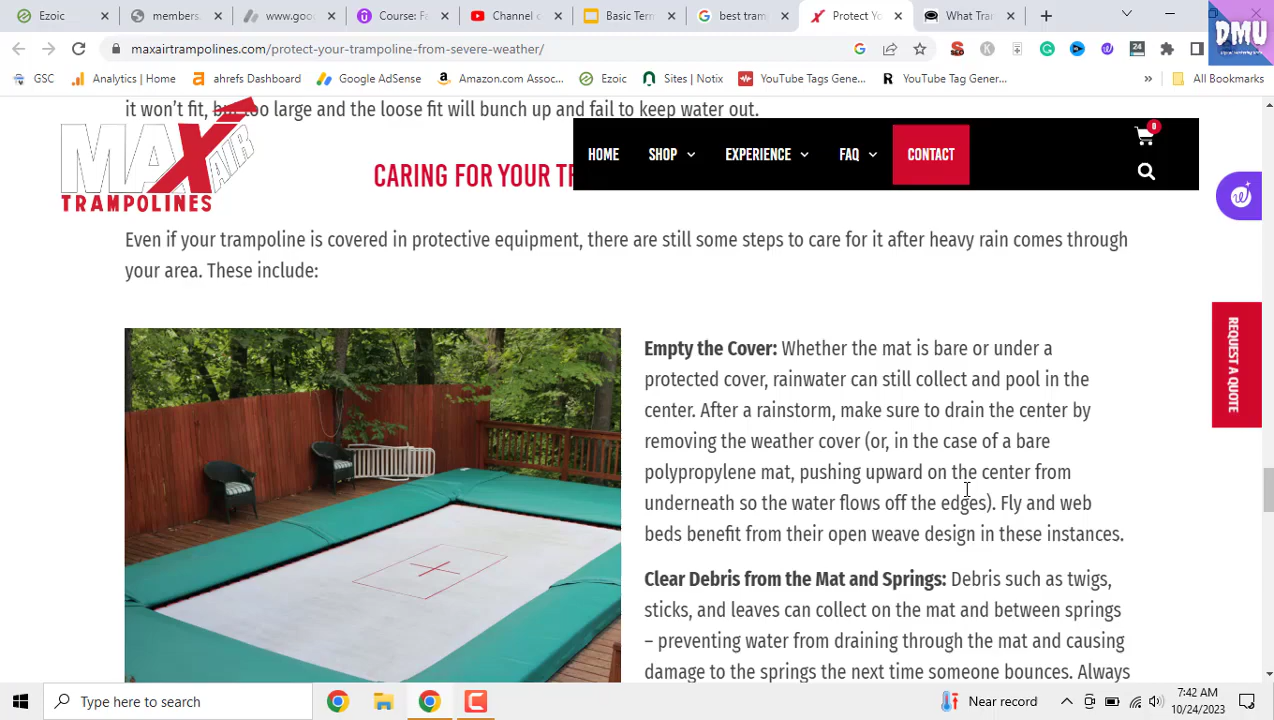 Ezoic
members.
www.goo
Course: F
Channel c
Basic Term
best tram
Protect Yo
What Tran
DMU
maxairtrampolines.com/protect-your-trampoline-from-severe-weather/
24
GSC
Analytics | Home
ahrefs Dashboard
Google AdSense
Amazon.com Assoc...
Ezoic
Sites | Notix
YouTube Tags Gene...
YouTube Tag Gener...
»
All Bookmarks
it won't fit, but too large and the loose fit will bunch up and fail to keep water out.
MAX AIR
TRAMPOLINES
HOME SHOP EXPERIENCE FAQ CONTACT
0
CARING FOR YOUR TR
Even if your trampoline is covered in protective equipment, there are still some steps to care for it after heavy rain comes through
your area. These include:
REQUEST A QUOTE
Empty the Cover: Whether the mat is bare or under a
protected cover, rainwater can still collect and pool in the
center. After a rainstorm, make sure to drain the center by
removing the weather cover (or, in the case of a bare
polypropylene mat, pushing upward on the center from
underneath so the water flows off the edges). Fly and web
beds benefit from their open weave design in these instances.
Clear Debris from the Mat and Springs: Debris such as twigs,
sticks, and leaves can collect on the mat and between springs
– preventing water from draining through the mat and causing
damage to the springs the next time someone bounces. Always
Type here to search
Near record
7:42 AM
10/24/2023